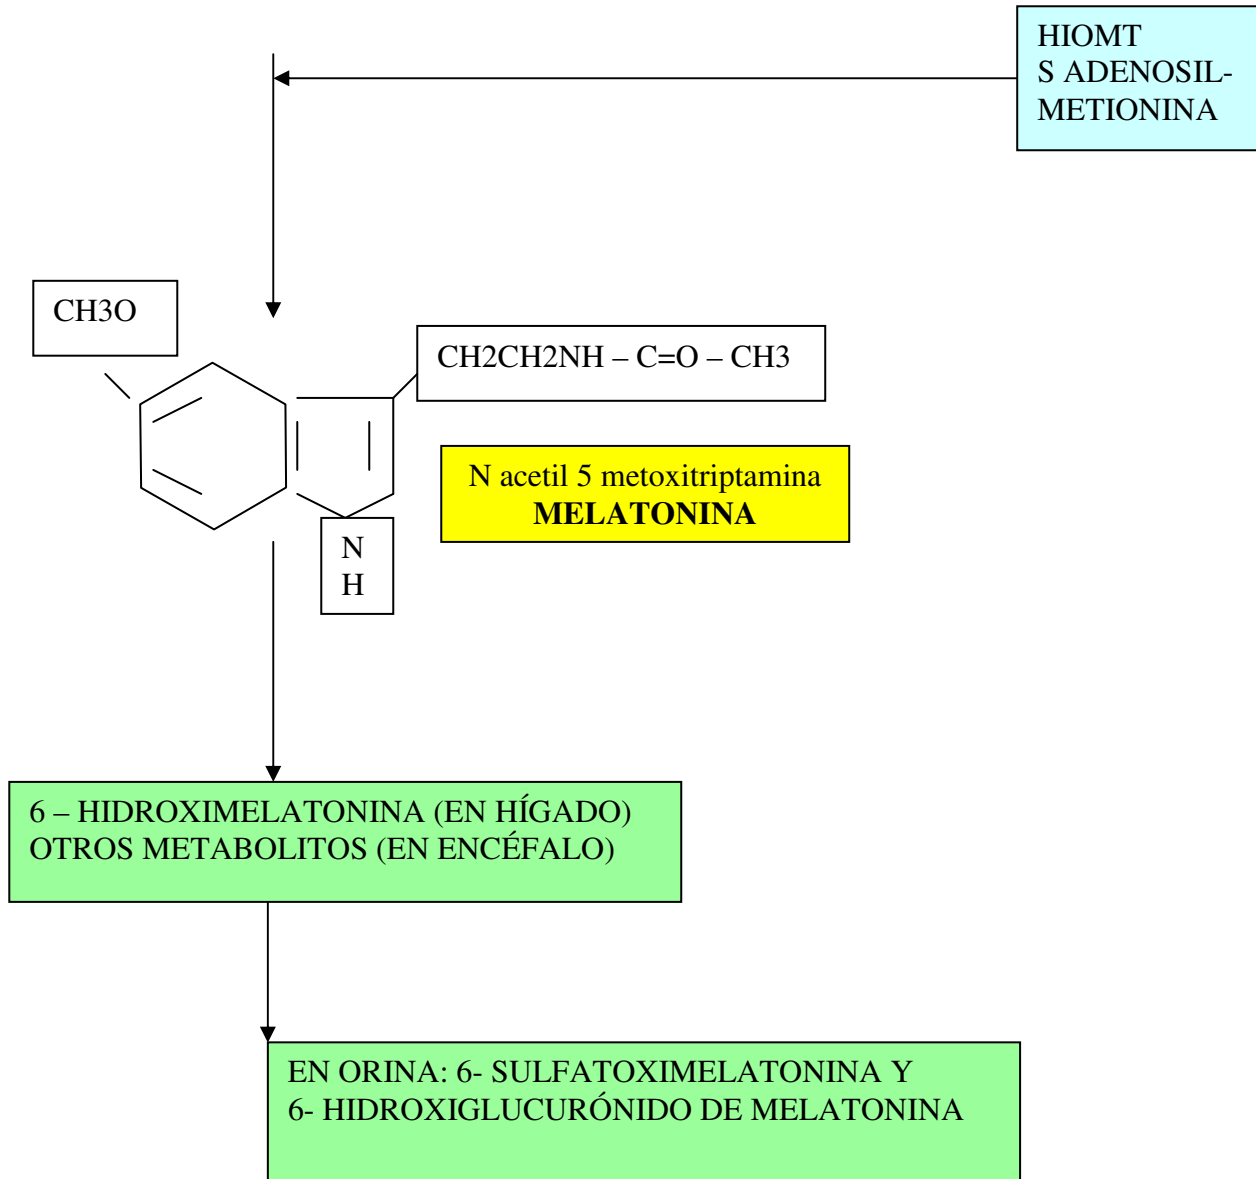 HIOMT
S ADENOSIL-
METIONINA
CH3O
CH2CH2NH – C=O – CH3
N acetil 5 metoxitriptamina
MELATONINA
N
H
6 – HIDROXIMELATONINA (EN HÍGADO)
OTROS METABOLITOS (EN ENCÉFALO)
EN ORINA: 6- SULFATOXIMELATONINA Y
6- HIDROXIGLUCURÓNIDO DE MELATONINA